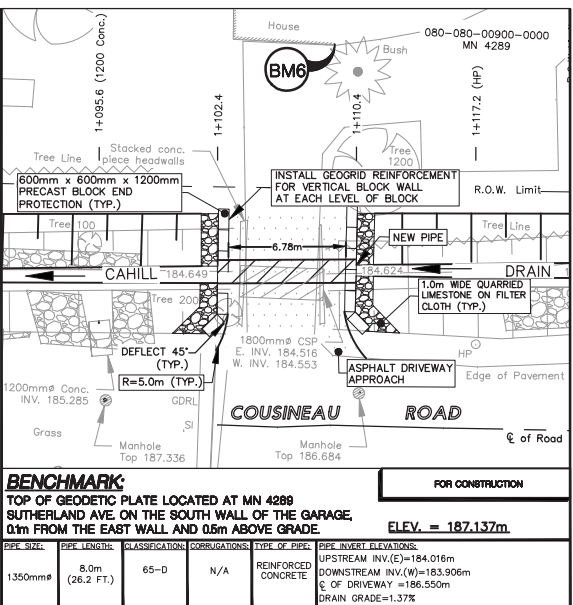 House
080-080-00900-0000
MN 4289
BM6
Bush
1+095.6 (1200 Conc.)
1+102.4
1+110.4
1+117.2 (HP)
Stacked conc.
piece headwalls
Tree Line
Tree
1200
600mm x 600mm x 1200mm
PRECAST BLOCK END
PROTECTION (TYP.)
INSTALL GEOGRID REINFORCEMENT
FOR VERTICAL BLOCK WALL
AT EACH LEVEL OF BLOCK
R.O.W. Limit
Tree 100
Tree Line
6.78m
NEW PIPE
CAHILL
184.649
184.624
DRAIN
Tree 200
1.0m WIDE QUARRIED
LIMESTONE ON FILTER
CLOTH (TYP.)
DEFLECT 45°
(TYP.)
1800mmø CSP
E. INV. 184.516
W. INV. 184.553
HP
R=5.0m (TYP.)
ASPHALT DRIVEWAY
APPROACH
Edge of Pavement
1200mmø Conc.
INV. 185.285
GDRL
SI
COUSINEAU ROAD
Grass
℄ of Road
Manhole
Top 187.336
Manhole
Top 186.684
BENCHMARK:
TOP OF GEODETIC PLATE LOCATED AT MN 4289
SUTHERLAND AVE. ON THE SOUTH WALL OF THE GARAGE,
0.1m FROM THE EAST WALL AND 0.5m ABOVE GRADE.
FOR CONSTRUCTION
ELEV. = 187.137m
PIPE SIZE:
1350mmø
PIPE LENGTH:
8.0m
(26.2 FT.)
CLASSIFICATION:
65-D
CORRUGATIONS:
N/A
TYPE OF PIPE:
REINFORCED
CONCRETE
PIPE INVERT ELEVATIONS:
UPSTREAM INV.(E)=184.016m
DOWNSTREAM INV.(W)=183.906m
℄ OF DRIVEWAY =186.550m
DRAIN GRADE=1.37%